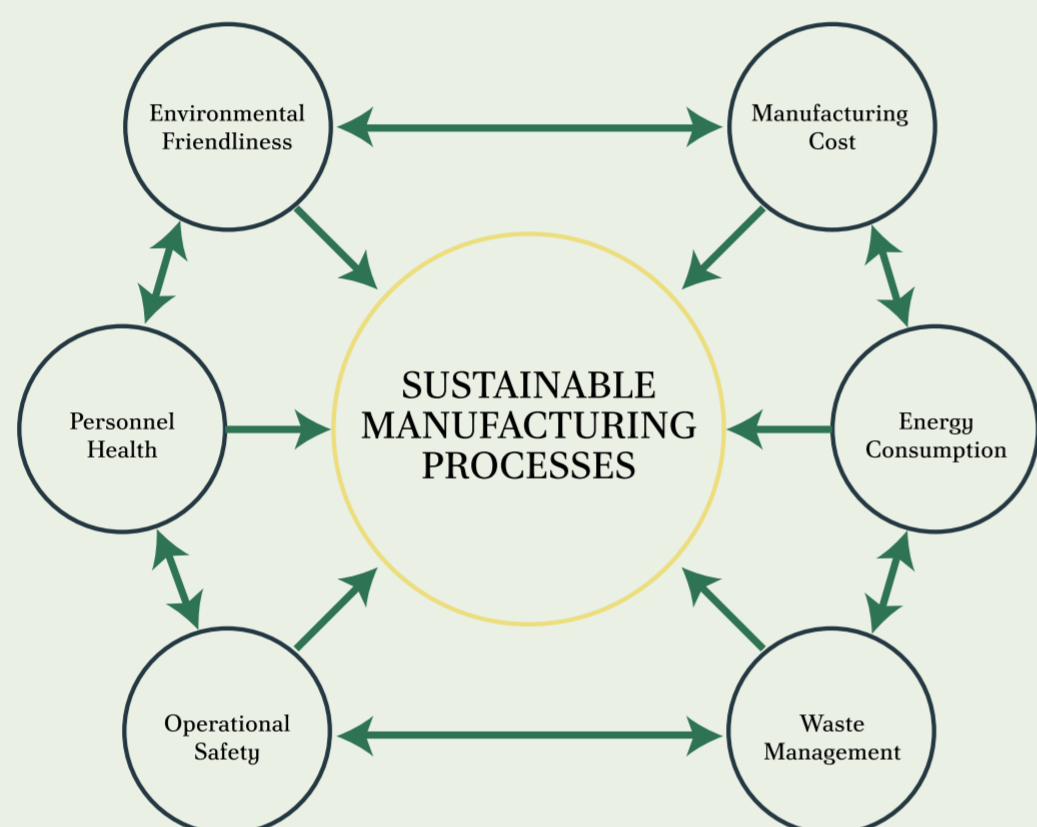 Environmental
Friendliness
Manufacturing
Cost
SUSTAINABLE
MANUFACTURING
PROCESSES
Personnel
Health
Energy
Consumption
Operational
Safety
Waste
Management